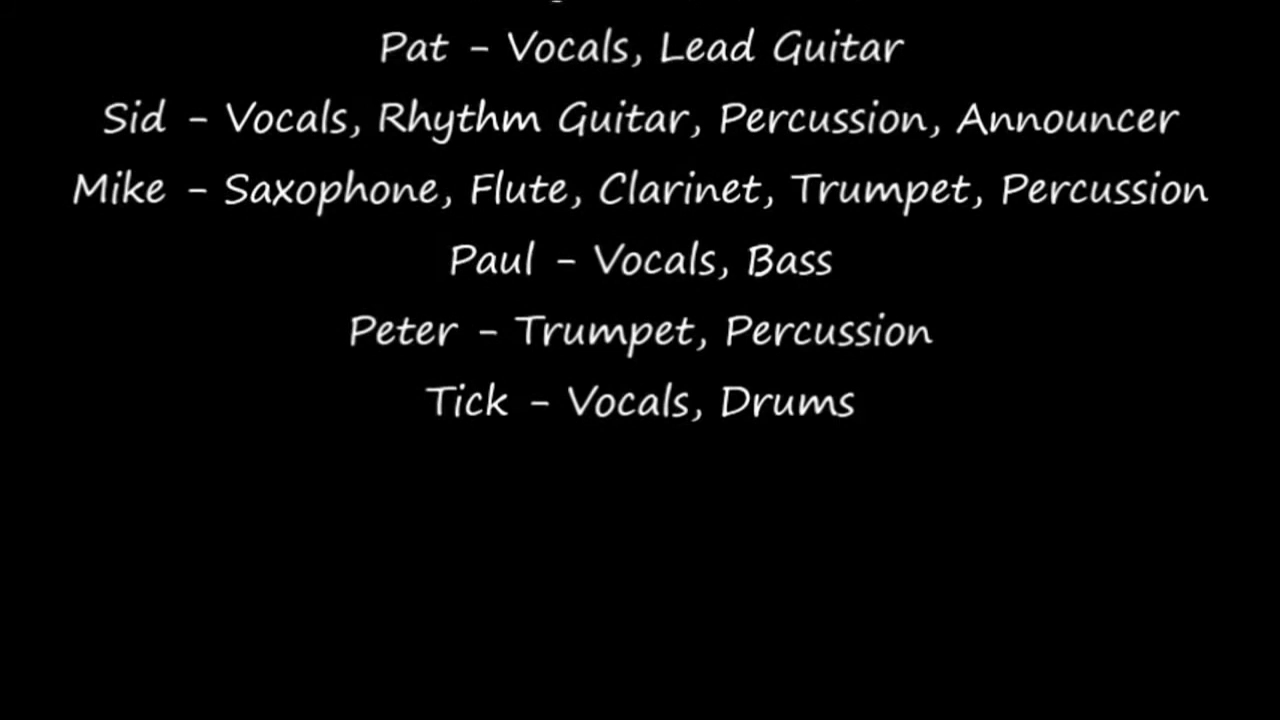 Pat - Vocals, Lead Guitar
Sid - Vocals, Rhythm Guitar, Percussion, Announcer
Mike - Saxophone, Flute, Clarinet, Trumpet, Percussion
Paul - Vocals, Bass
Peter - Trumpet, Percussion
Tick - Vocals, Drums